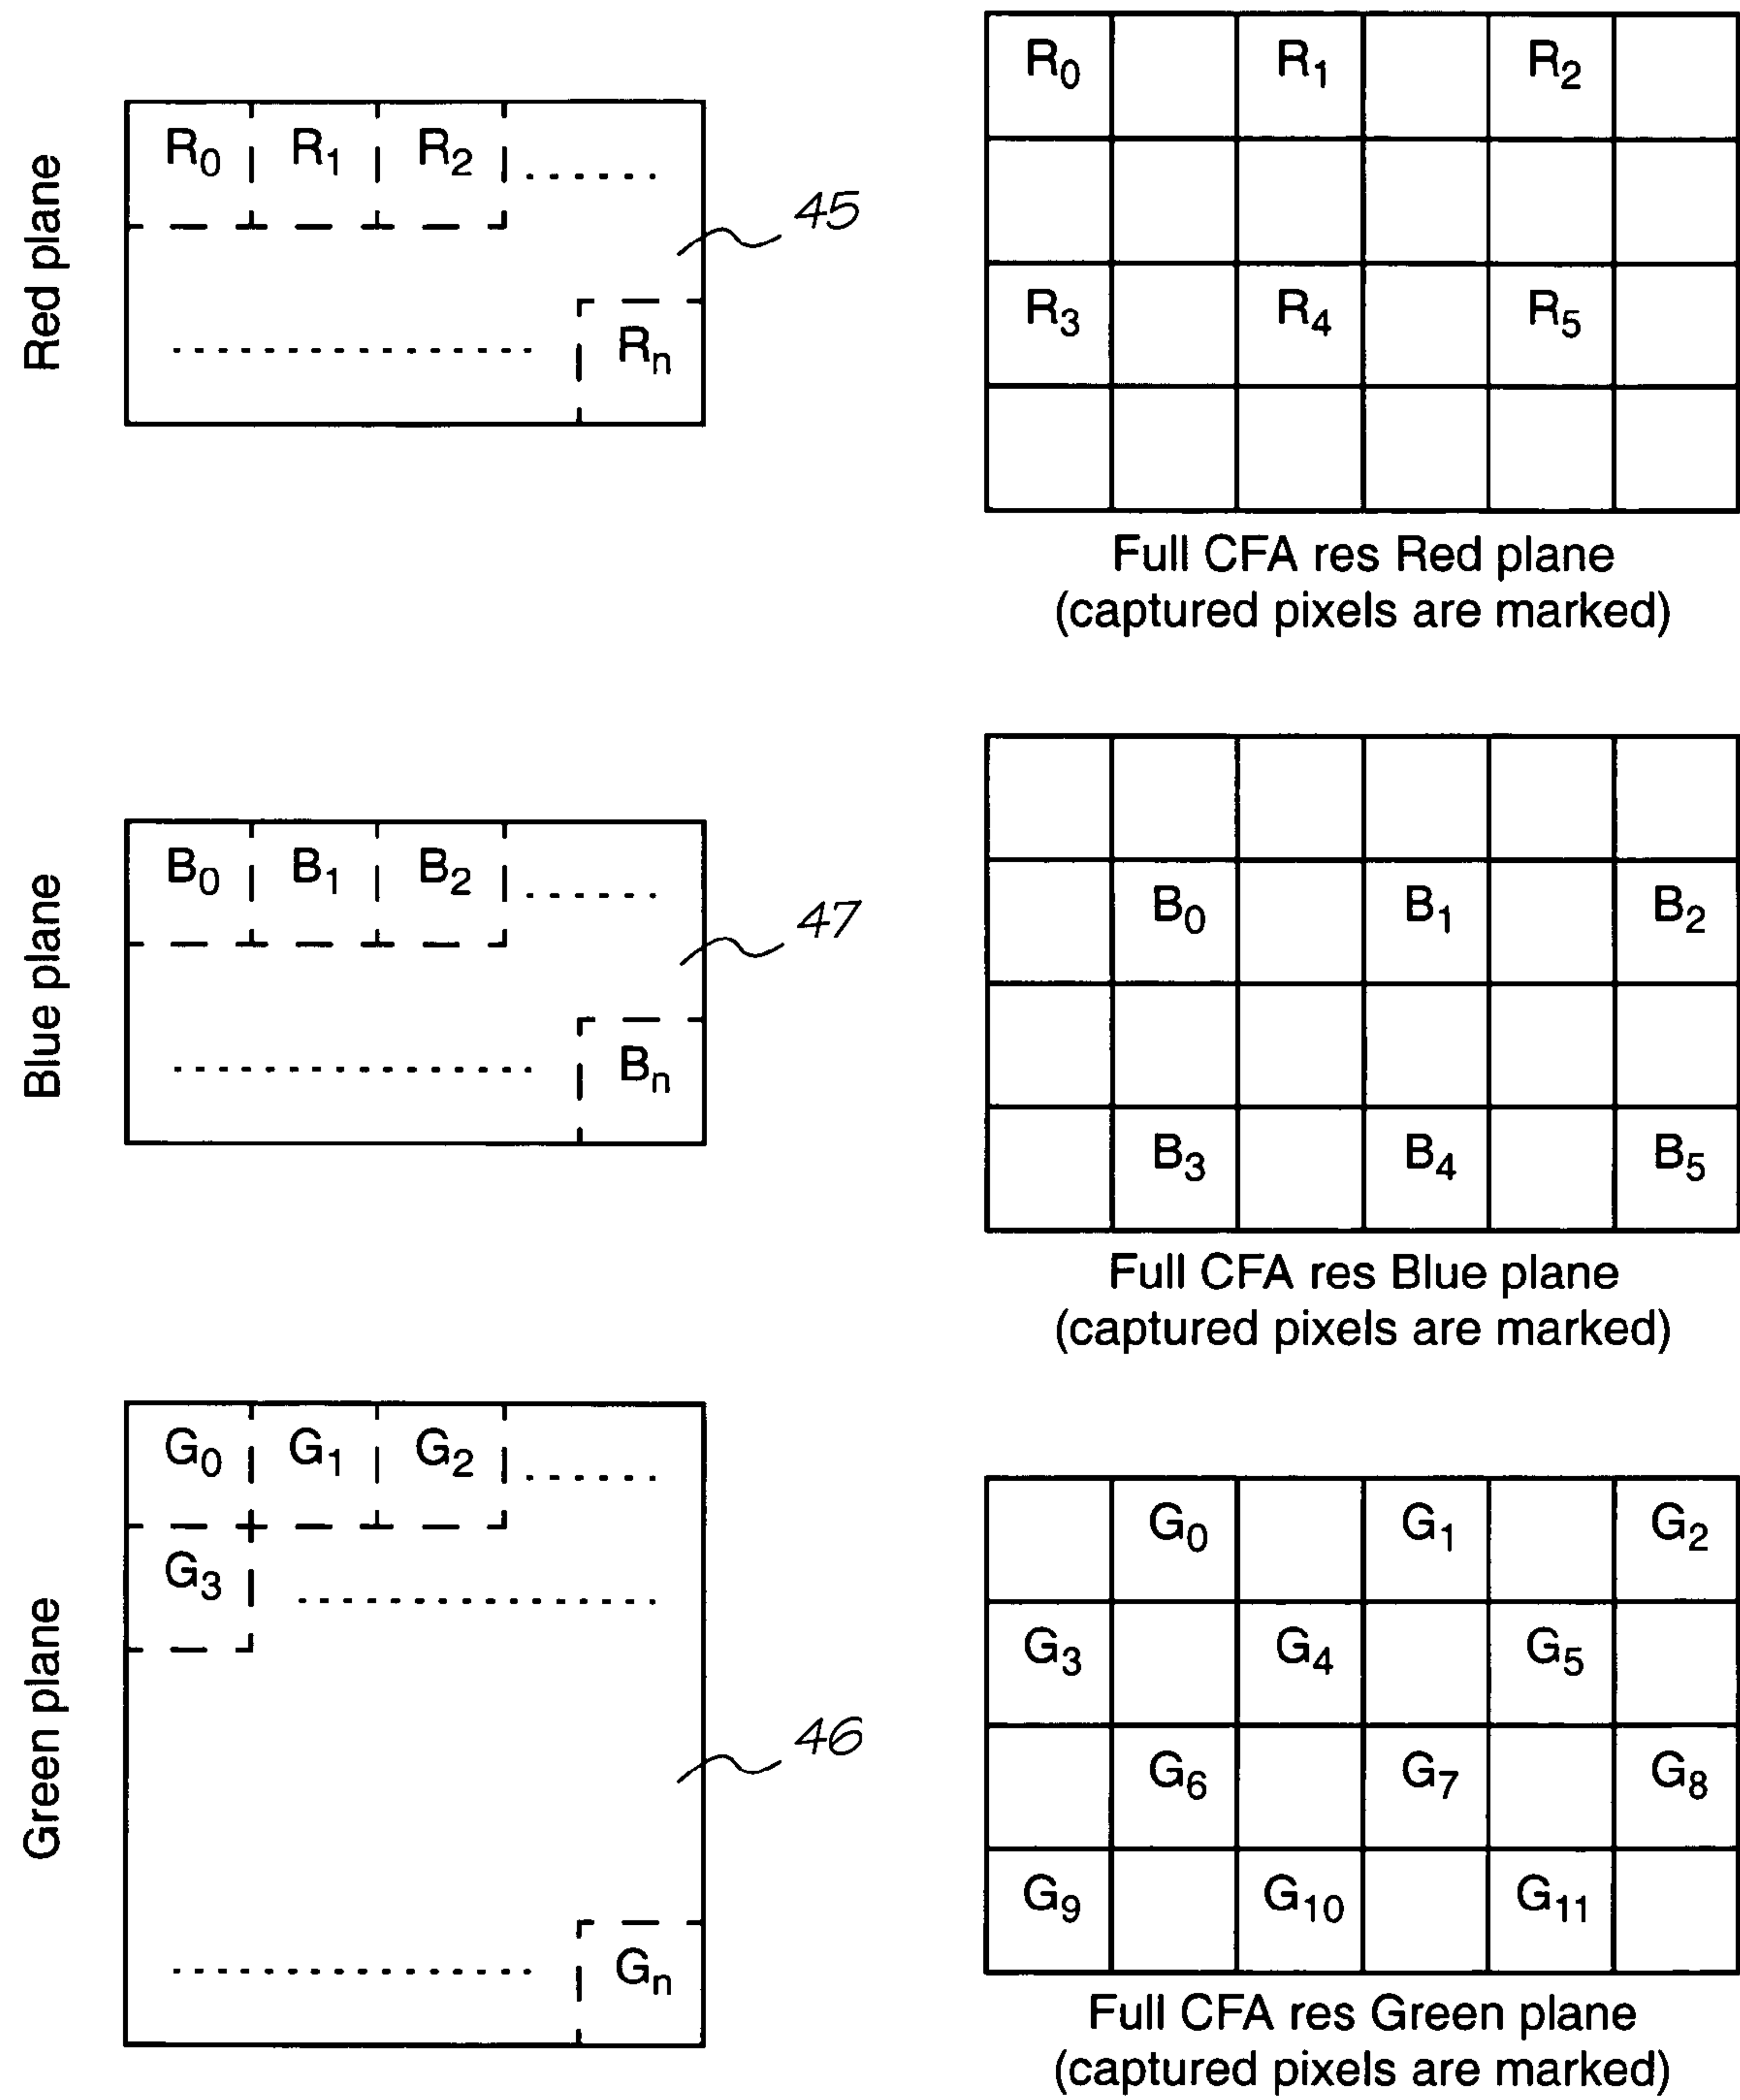 Red plane
R0 R1 R2
45
Rn
R0 R1 R2
R3 R4 R5
Full CFA res Red plane
(captured pixels are marked)
Blue plane
B0 B1 B2
47
Bn
B0 B1 B2
B3 B4 B5
Full CFA res Blue plane
(captured pixels are marked)
Green plane
G0 G1 G2
G3
46
Gn
G0 G1 G2
G3 G4 G5
G6 G7 G8
G9 G10 G11
Full CFA res Green plane
(captured pixels are marked)